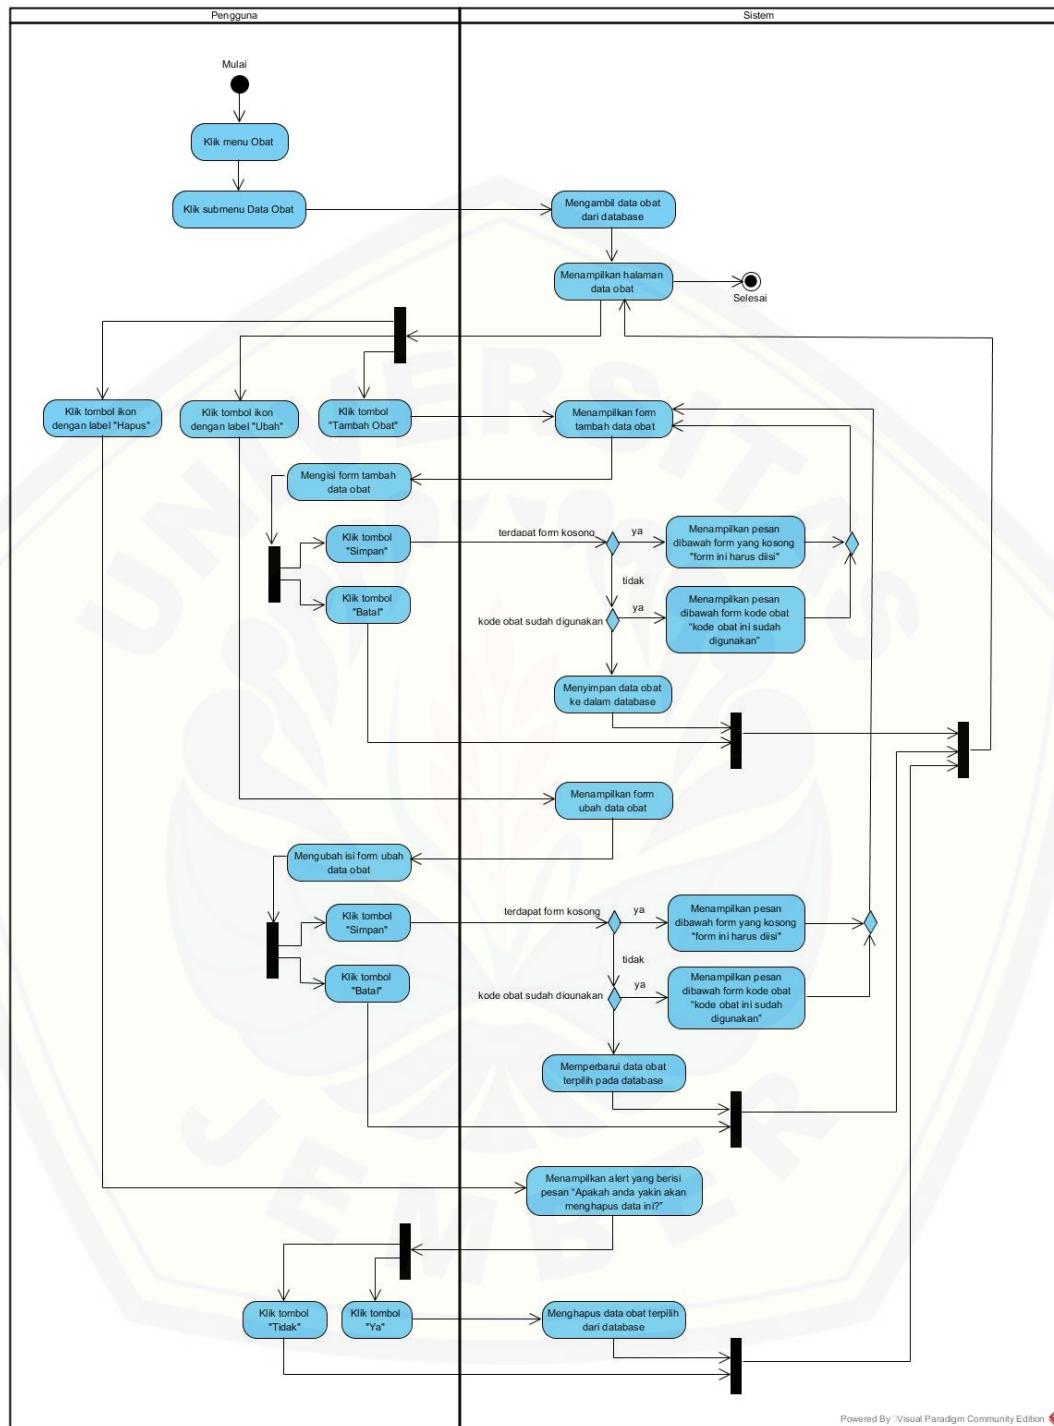 Pengguna
Sistem
Mulai
Klik menu Obat
Klik submenu Data Obat
Mengambil data obat
dari database
Menampilkan halaman
data obat
Selesai
Klik tombol ikon
dengan label "Hapus"
Klik tombol ikon
dengan label "Ubah"
Klik tombol
"Tambah Obat"
Menampilkan form
tambah data obat
Mengisi form tambah
data obat
Klik tombol
"Simpan"
terdapat form kosong
ya
Menampilkan pesan
dibawah form yang kosong
"form ini harus diisi"
tidak
Klik tombol
"Batal"
kode obat sudah digunakan
ya
Menampilkan pesan
dibawah form kode obat
“kode obat ini sudah
digunakan”
Menyimpan data obat
ke dalam database
Menampilkan form
ubah data obat
Mengubah isi form ubah
data obat
Klik tombol
"Simpan"
terdapat form kosong
ya
Menampilkan pesan
dibawah form yang kosong
"form ini harus diisi"
tidak
Klik tombol
"Batal"
kode obat sudah digunakan
ya
Menampilkan pesan
dibawah form kode obat
“kode obat ini sudah
digunakan”
Memperbarui data obat
terpilih pada database
Menampilkan alert yang berisi
pesan “Apakah anda yakin akan
menghapus data ini?”
Klik tombol
"Tidak"
Klik tombol
"Ya"
Menghapus data obat terpilih
dari database
UNIVERSITAS
JEMBER
Powered By Visual Paradigm Community Edition